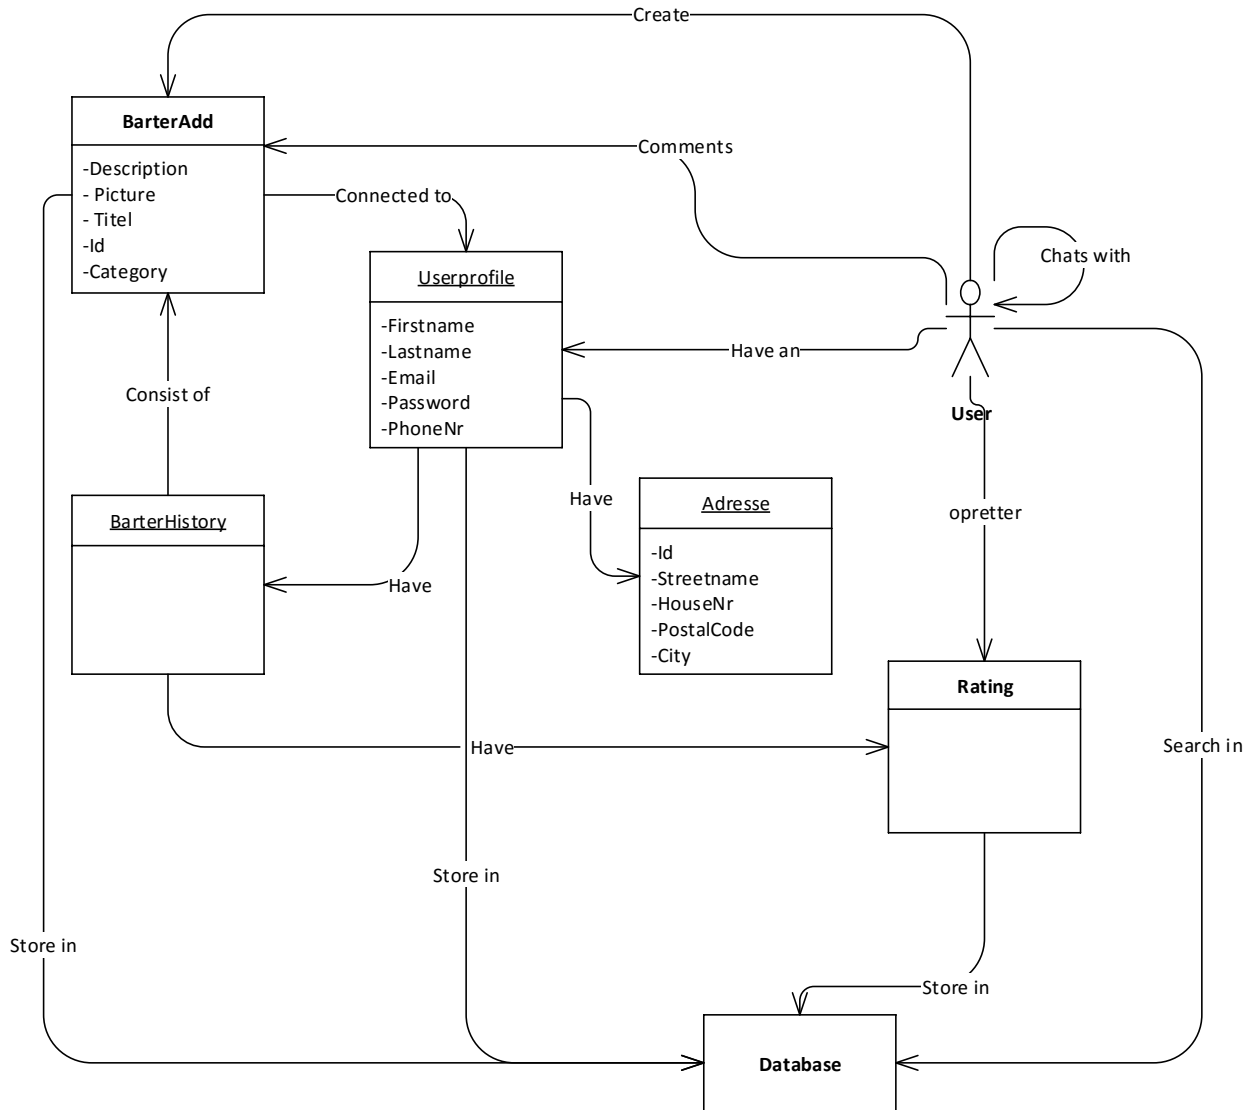 Create
BarterAdd
-Description
- Picture
- Titel
-Id
-Category
Comments
Connected to
Userprofile
-Firstname
-Lastname
-Email
-Password
-PhoneNr
Chats with
Have an
User
Consist of
BarterHistory
Have
Have
Adresse
-Id
-Streetname
-HouseNr
-PostalCode
-City
opretter
Rating
Have
Search in
Store in
Store in
Store in
Database